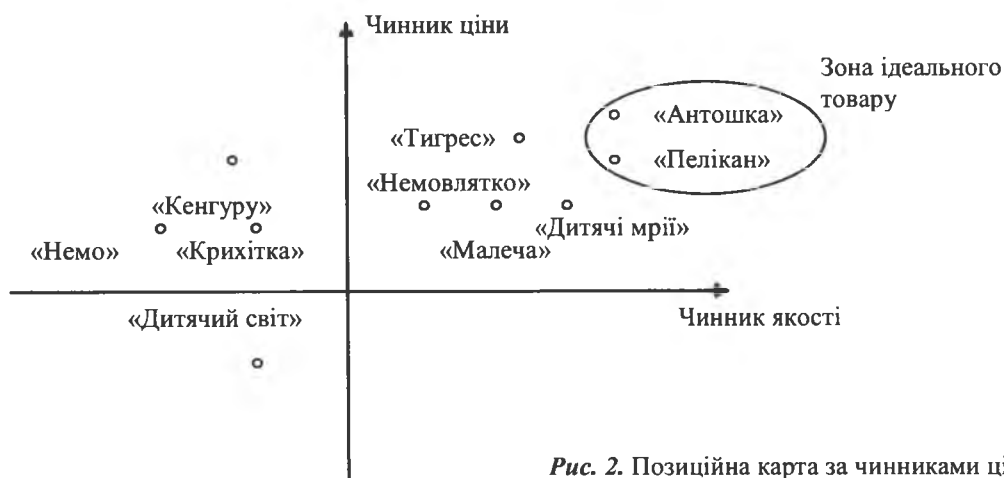 Чинник ціни
Зона ідеального
товару
«Антошка»
«Тигрес»
«Пелікан»
«Немовлятко»
«Кенгуру»
«Дитячі мрії»
«Немо» «Крихітка» «Малеча»
«Дитячий світ» Чинник якості
Рис. 2. Позиційна карта за чинниками